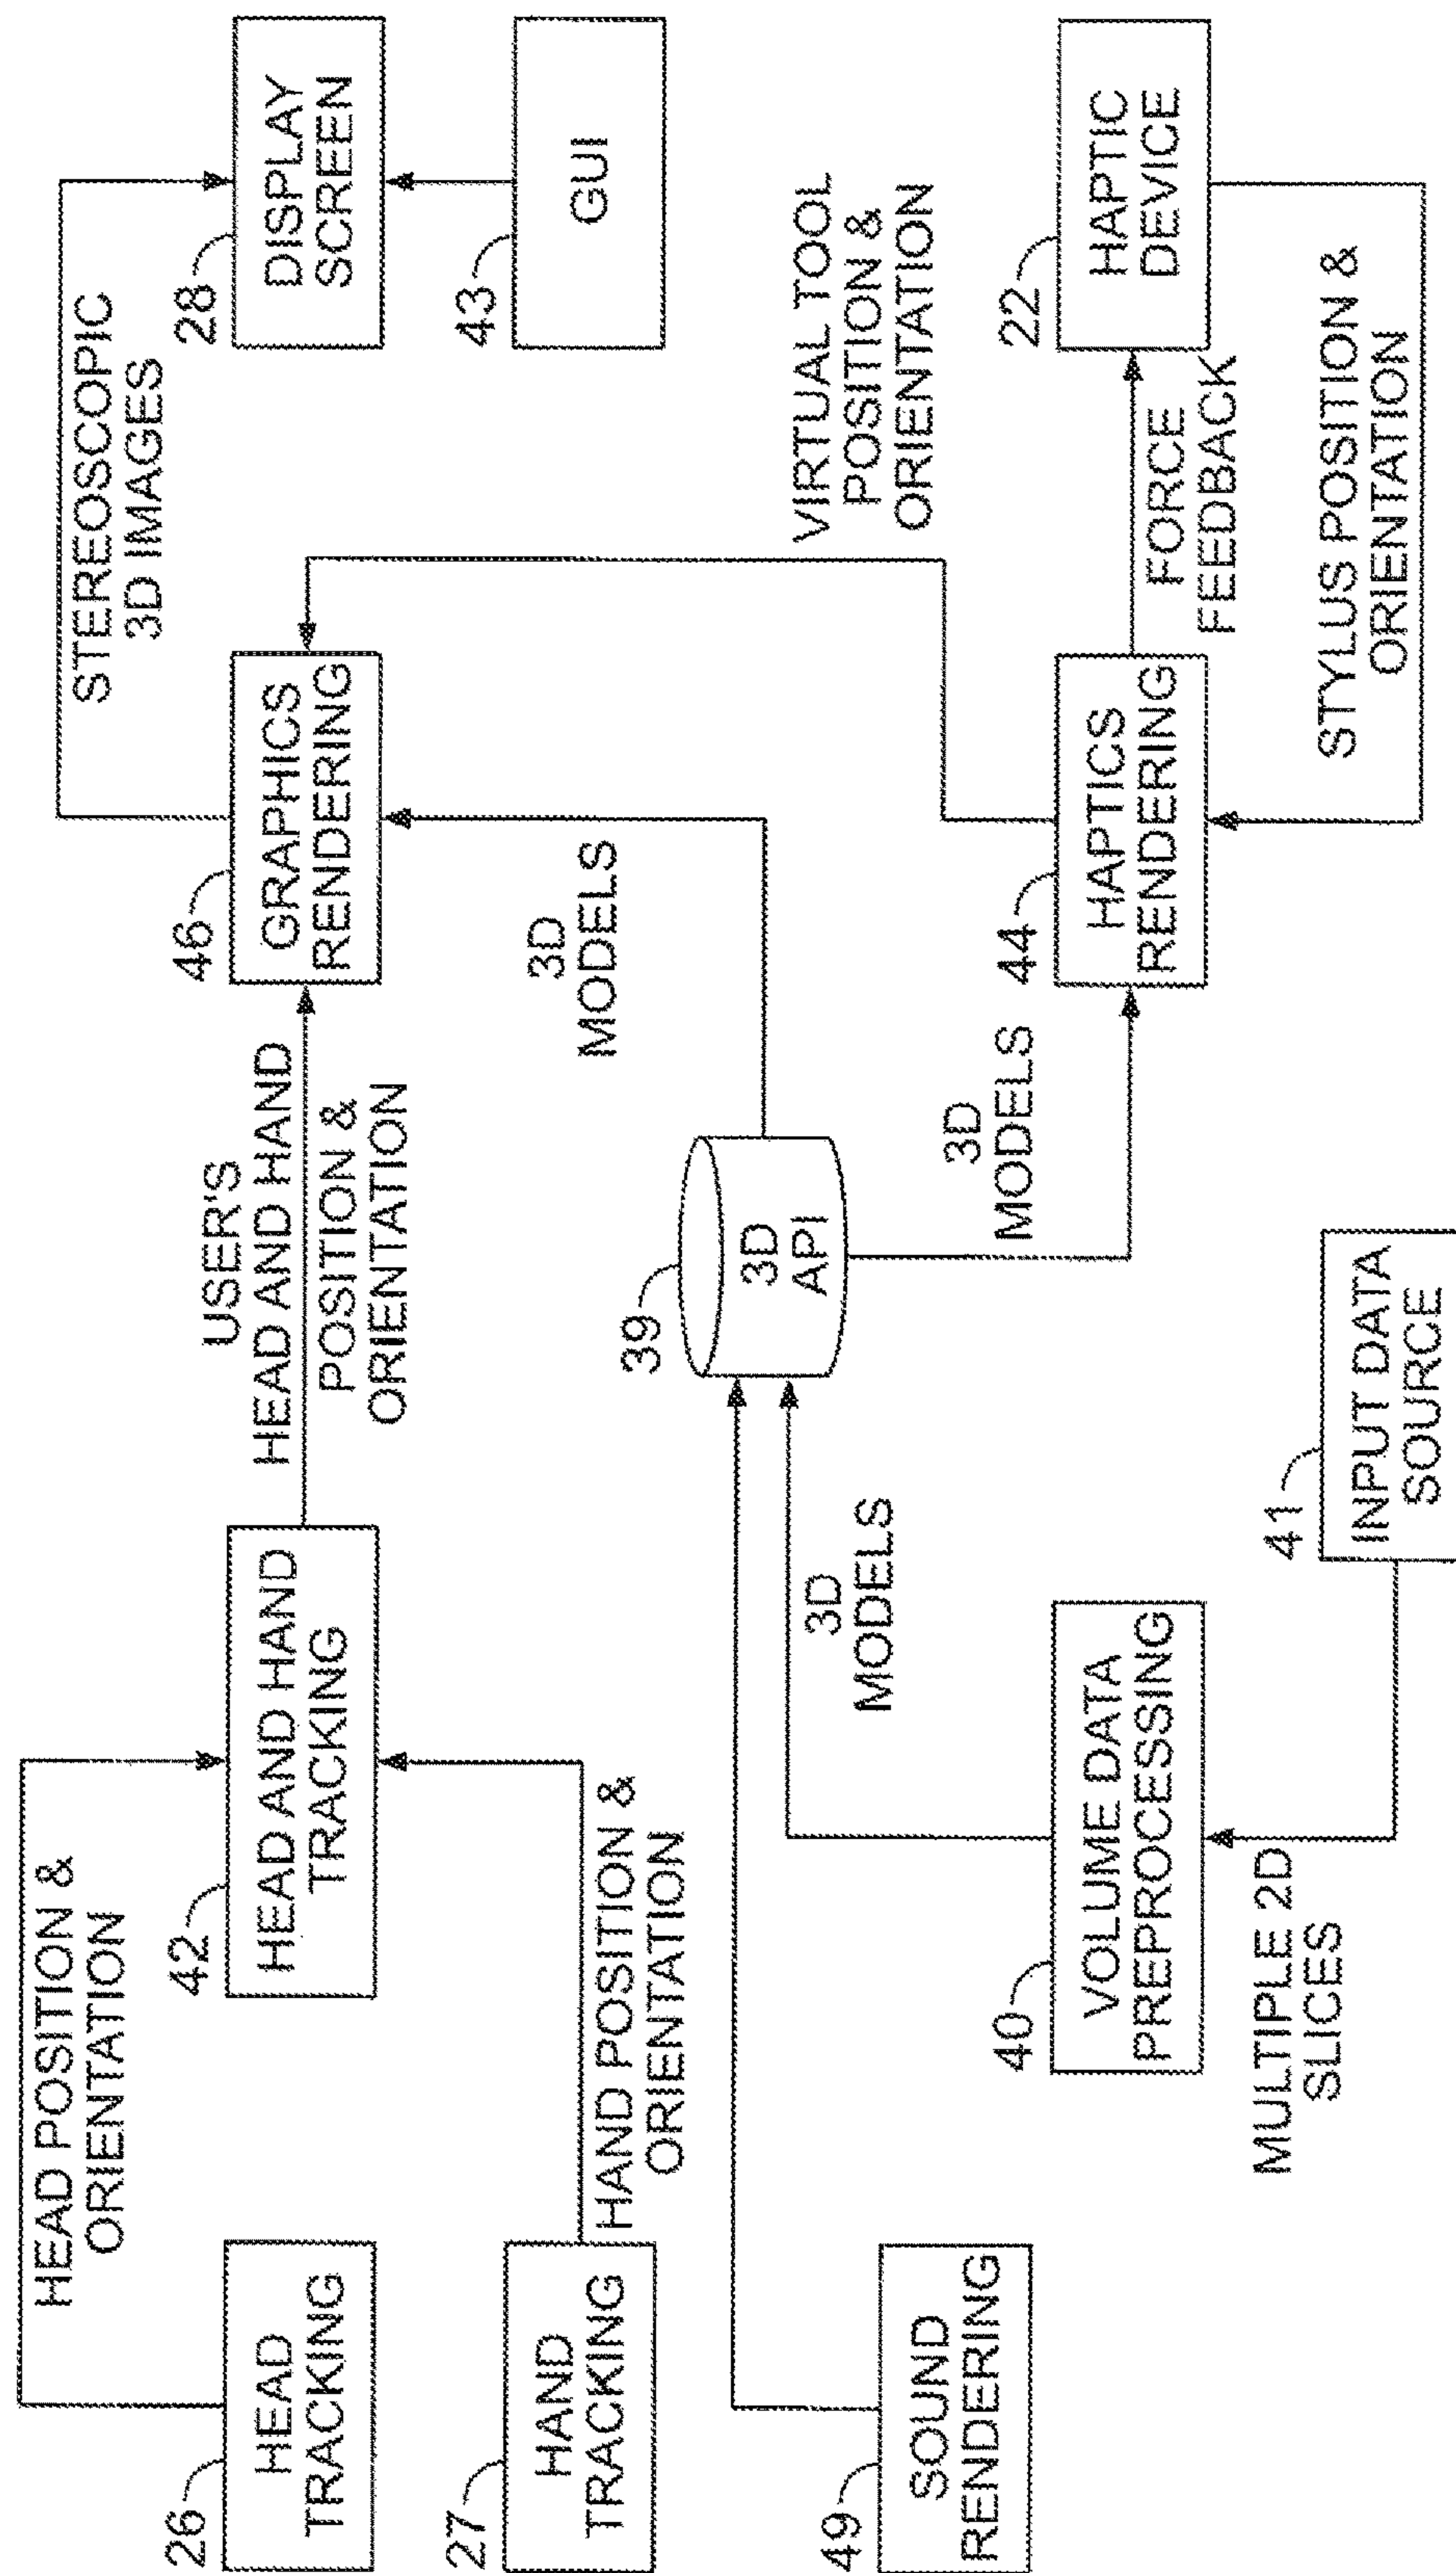 HEAD POSITION &
ORIENTATION
26
HEAD
TRACKING
42
HEAD AND HAND
TRACKING
27
HAND
TRACKING
HAND POSITION &
ORIENTATION
USER'S
HEAD AND HAND
POSITION &
ORIENTATION
46
GRAPHICS
RENDERING
STEREOSCOPIC
3D IMAGES
28
DISPLAY
SCREEN
43
GUI
49
SOUND
RENDERING
3D
MODELS
39
3D
API
3D
MODELS
3D
MODELS
VIRTUAL TOOL
POSITION &
ORIENTATION
40
VOLUME DATA
PREPROCESSING
MULTIPLE 2D
SLICES
41
INPUT DATA
SOURCE
44
HAPTICS
RENDERING
FORCE
FEEDBACK
22
HAPTIC
DEVICE
STYLUS POSITION &
ORIENTATION